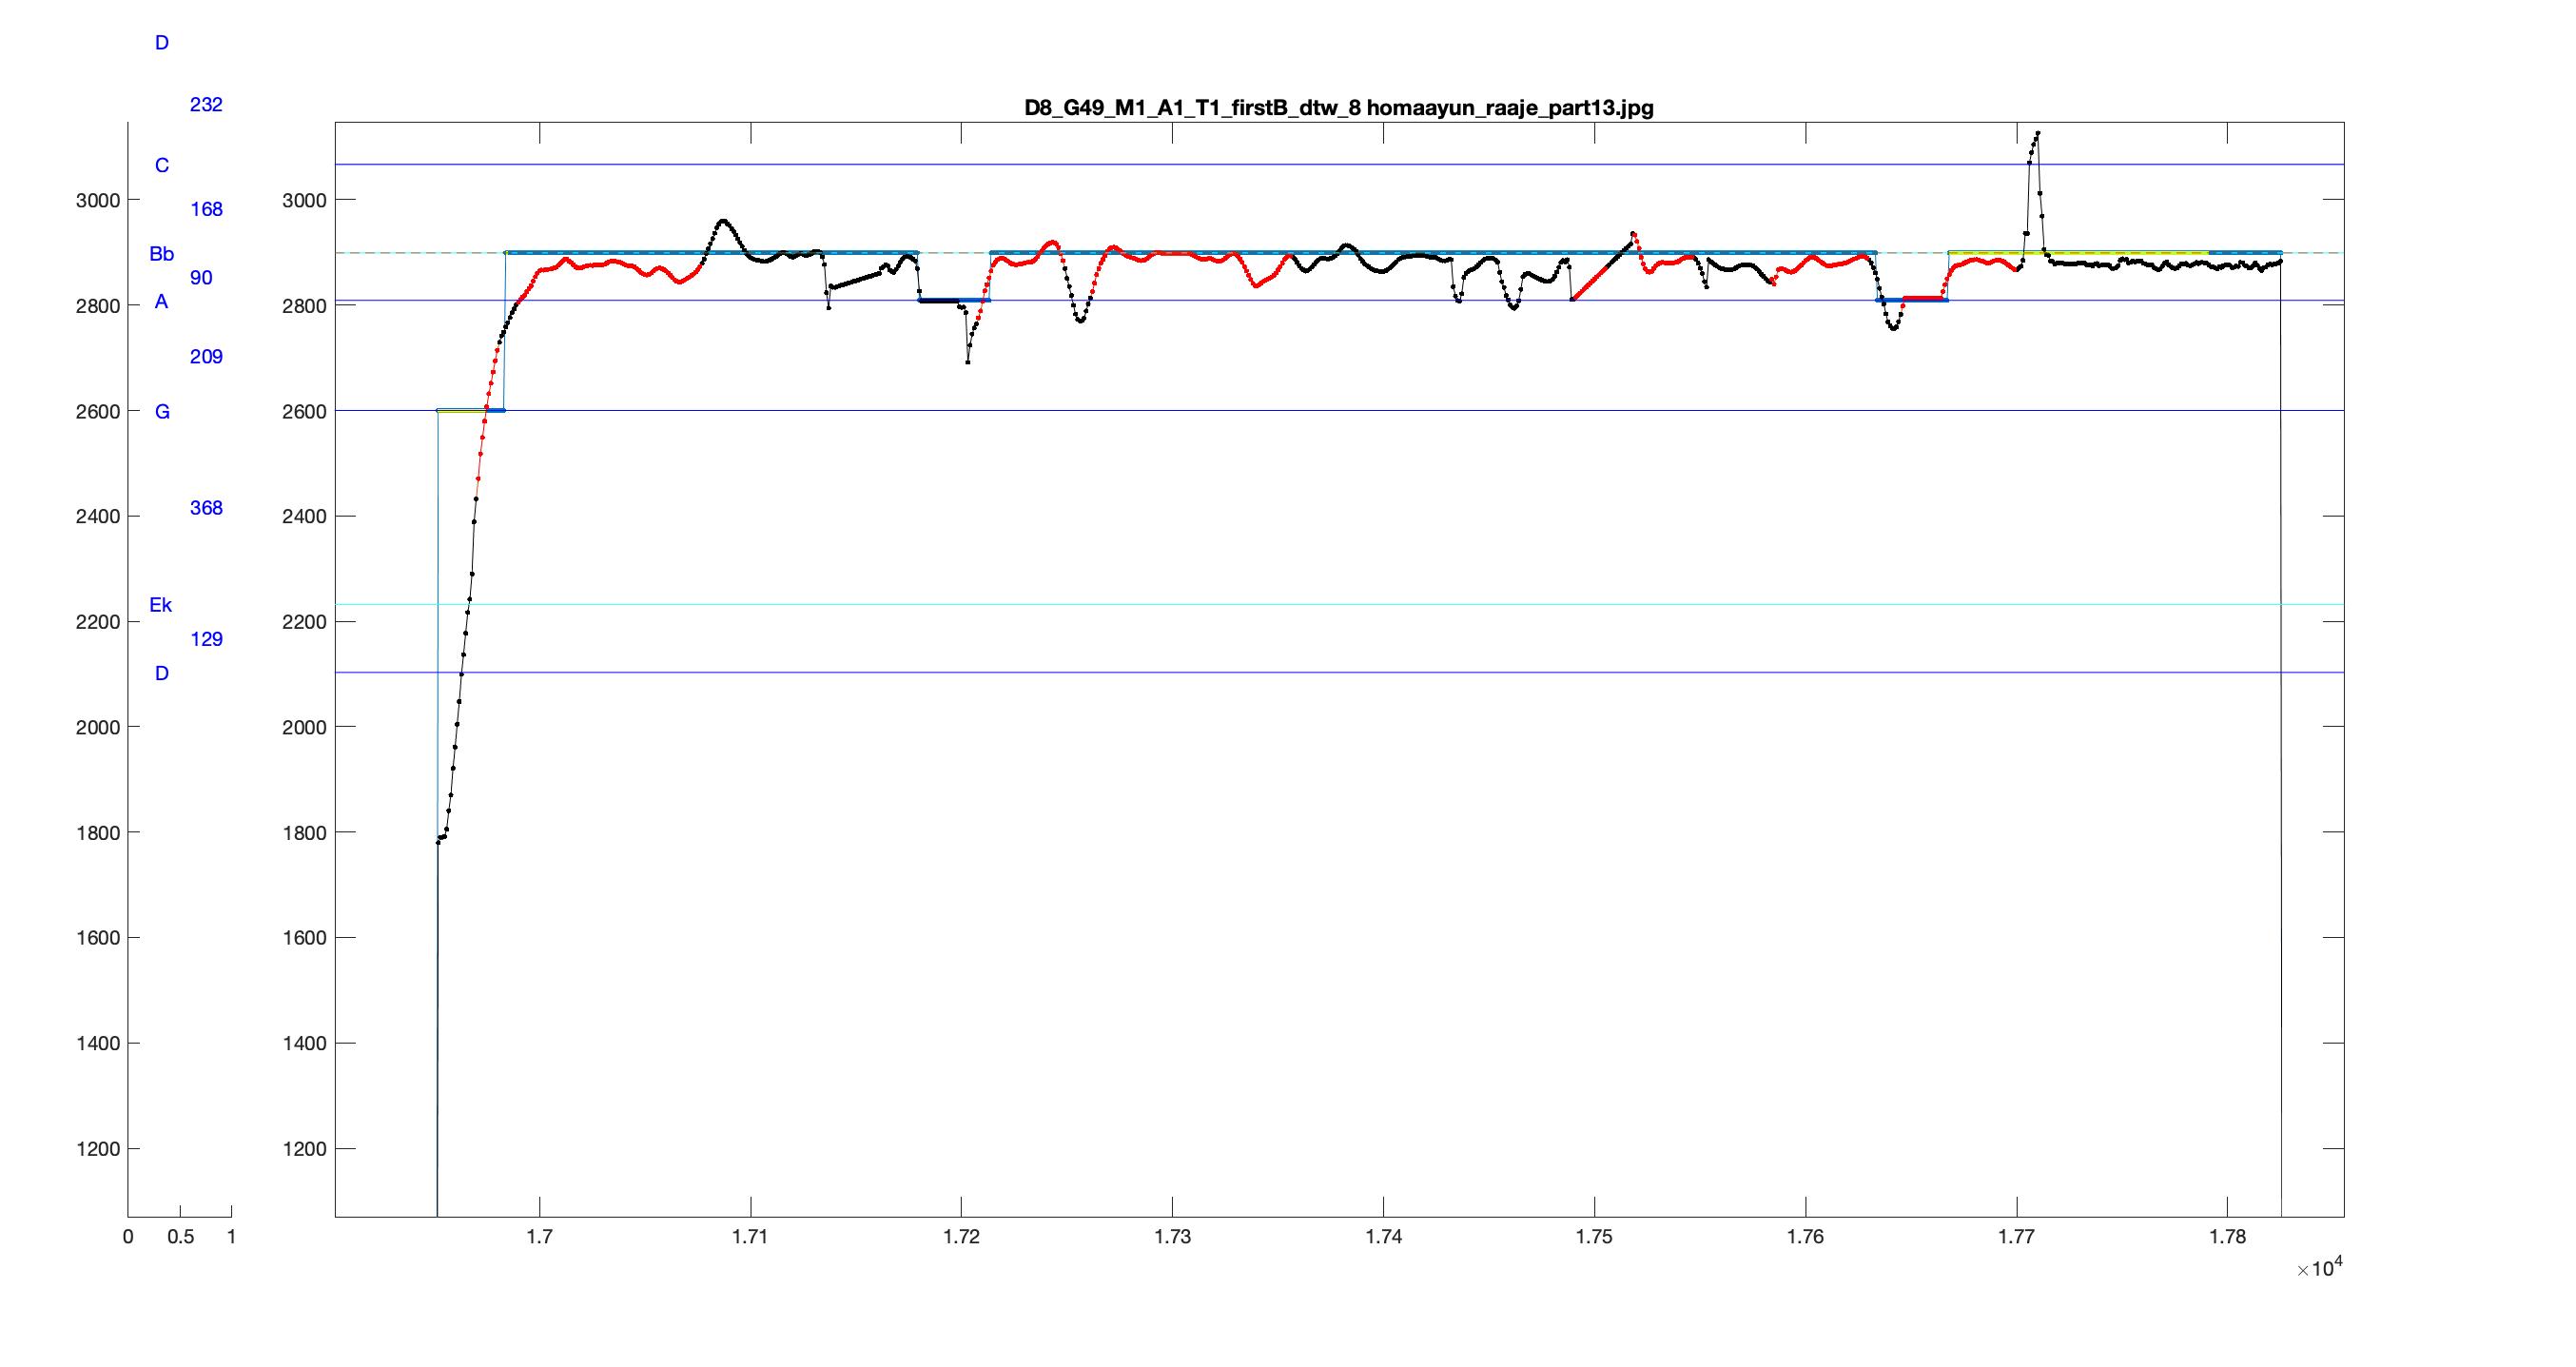 D
232
D8_G49_M1_A1_T1_firstB_dtw_8 homaayun_raaje_part13.jpg
C
3000 168 3000
Bb
90
2800 A 2800
209
2600 G 2600
368
2400 2400
Ek
2200 2200
129
D
2000 2000
1800 1800
1600 1600
1400 1400
1200 1200
0 0.5 1 1.7 1.71 1.72 1.73 1.74 1.75 1.76 1.77 1.78
×10^4